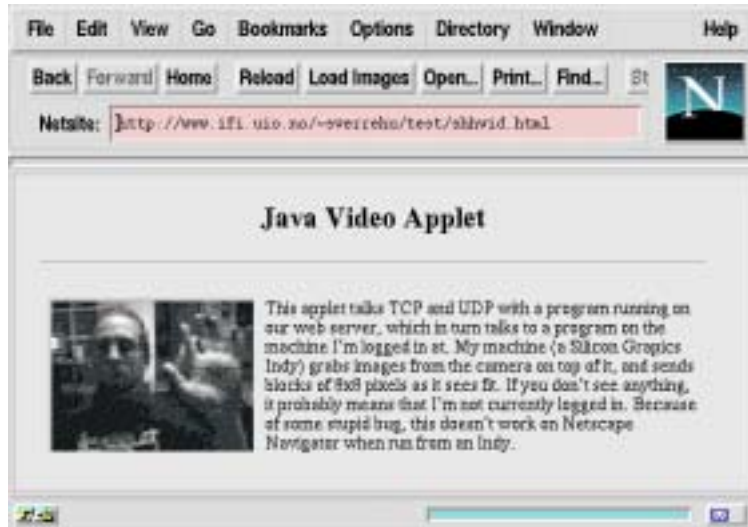 File Edit View Go Bookmarks Options Directory Window Help
Back Forward Home Reload Load Images Open... Print... Find... St
N
Netsite: http://www.ifi.uio.no/~sverrehu/test/shhvid.html
Java Video Applet
This applet talks TCP and UDP with a program running on
our web server, which in turn talks to a program on the
machine I'm logged in at. My machine (a Silicon Grapics
Indy) grabs images from the camera on top of it, and sends
blocks of 8x8 pixels as it sees fit. If you don't see anything,
it probably means that I'm not currently logged in. Because
of some stupid bug, this doesn't work on Netscape
Navigator when run from an Indy.